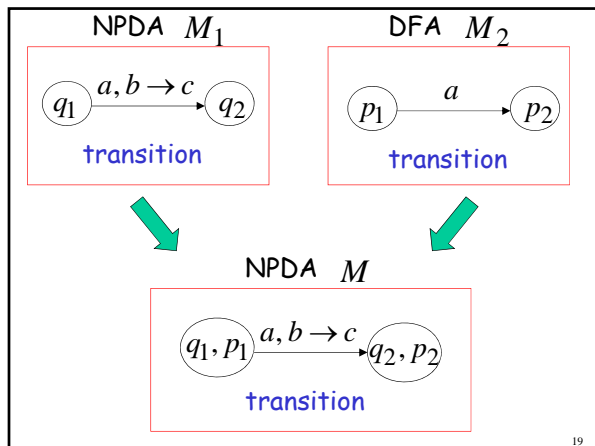 NPDA M₁
DFA M₂
a, b → c
q₁ q₂
transition
a
p₁ p₂
transition
NPDA M
a, b → c
q₁, p₁ q₂, p₂
transition
19